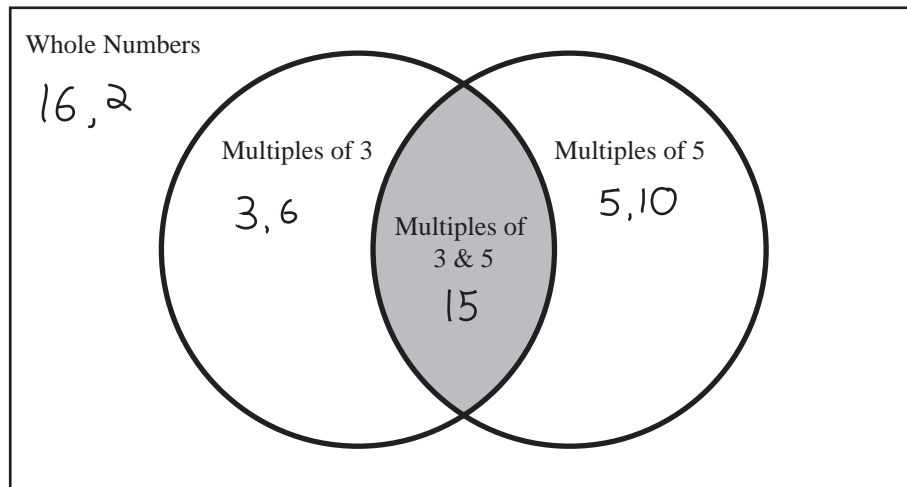 Whole Numbers
16, 2
Multiples of 3
3, 6
Multiples of
3 & 5
15
Multiples of 5
5, 10